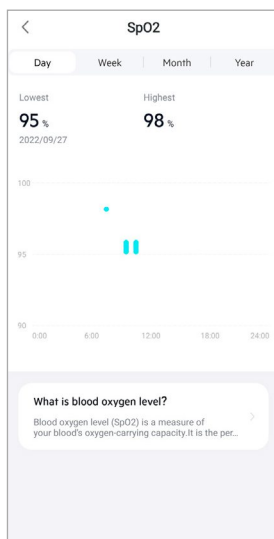 SpO2
Day Week Month Year
Lowest Highest
95 % 98 %
2022/09/27
100
95
90
0:00 6:00 12:00 18:00 24:00
What is blood oxygen level?
Blood oxygen level (SpO2) is a measure of
your blood's oxygen-carrying capacity.It is the per...